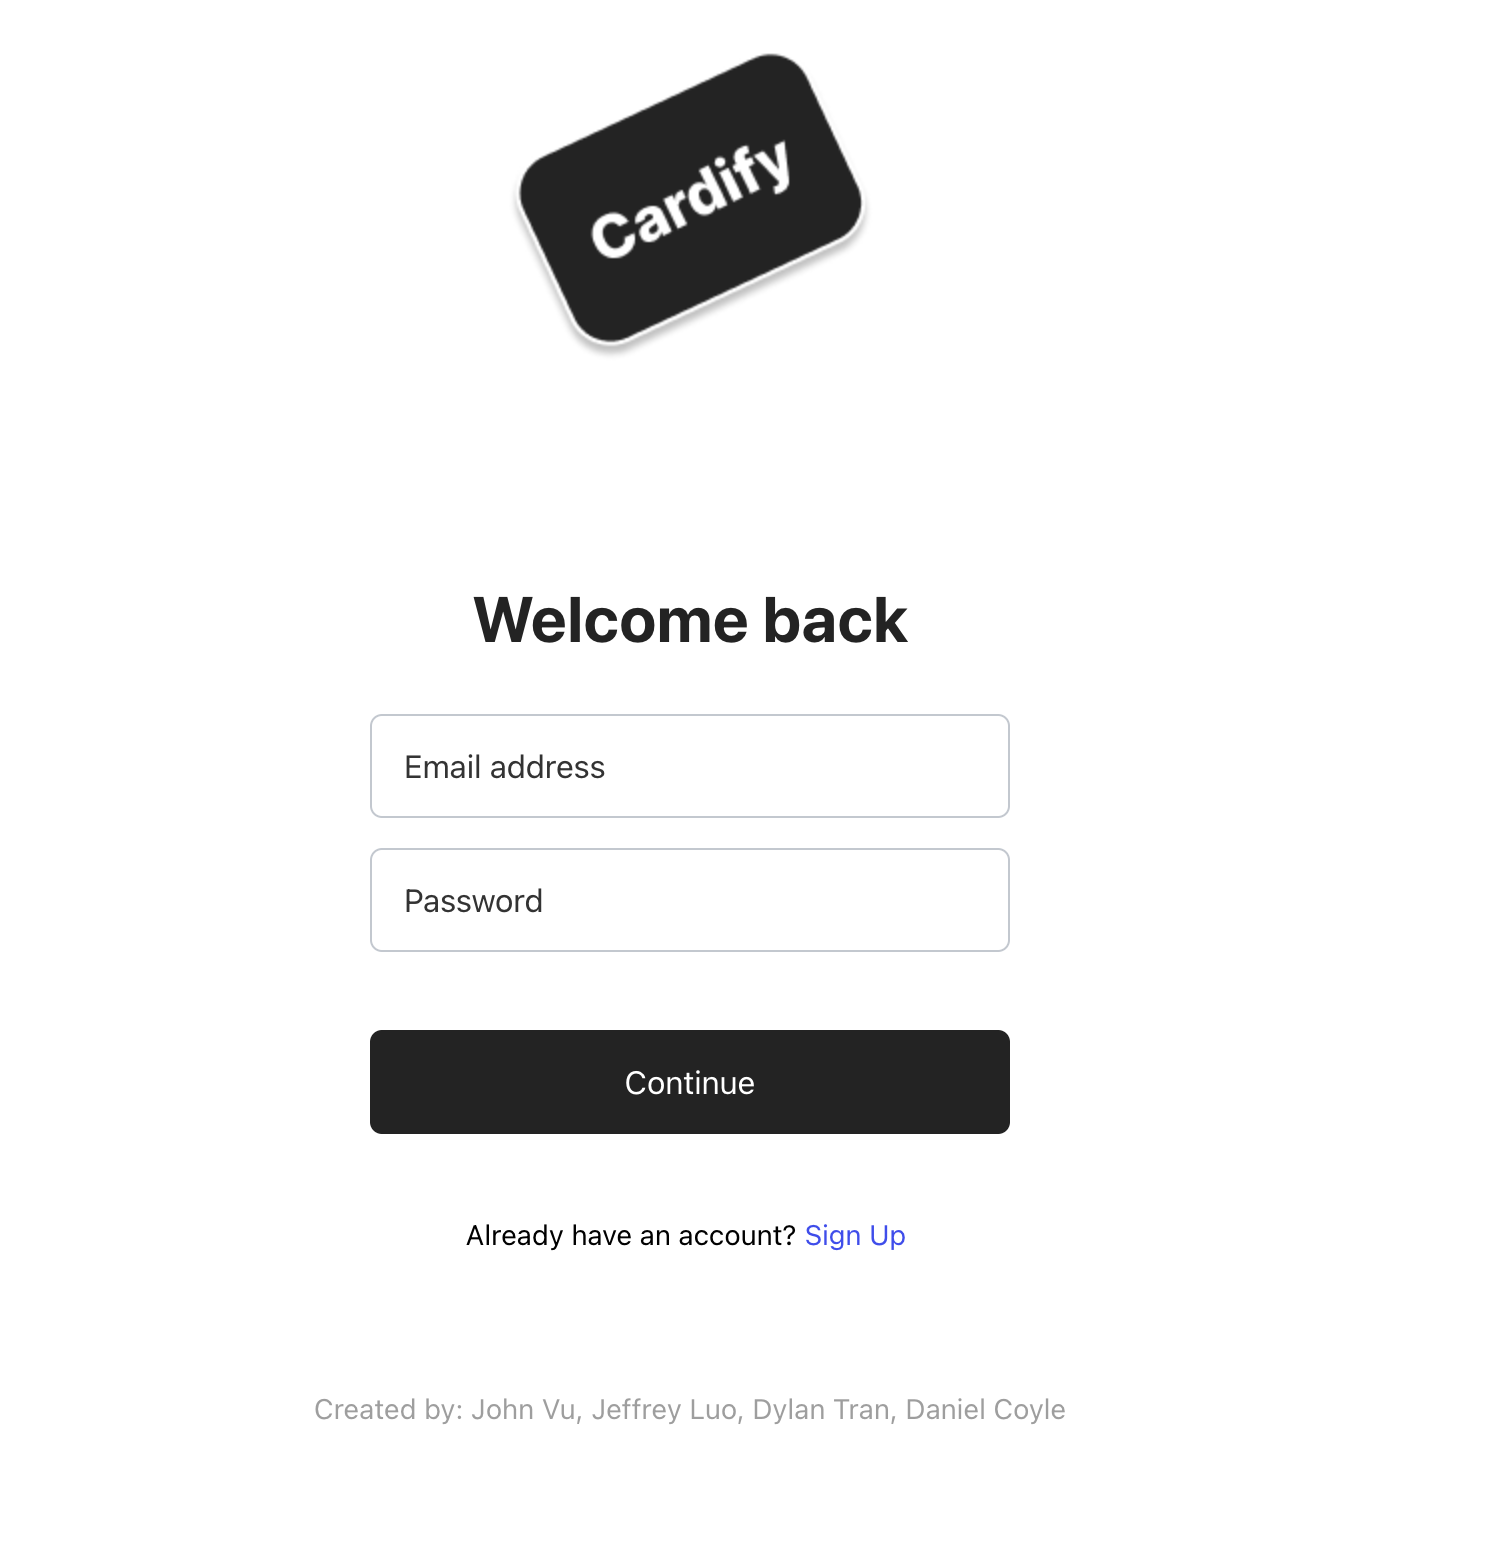 Cardify
Welcome back
Email address
Password
Continue
Already have an account? Sign Up
Created by: John Vu, Jeffrey Luo, Dylan Tran, Daniel Coyle